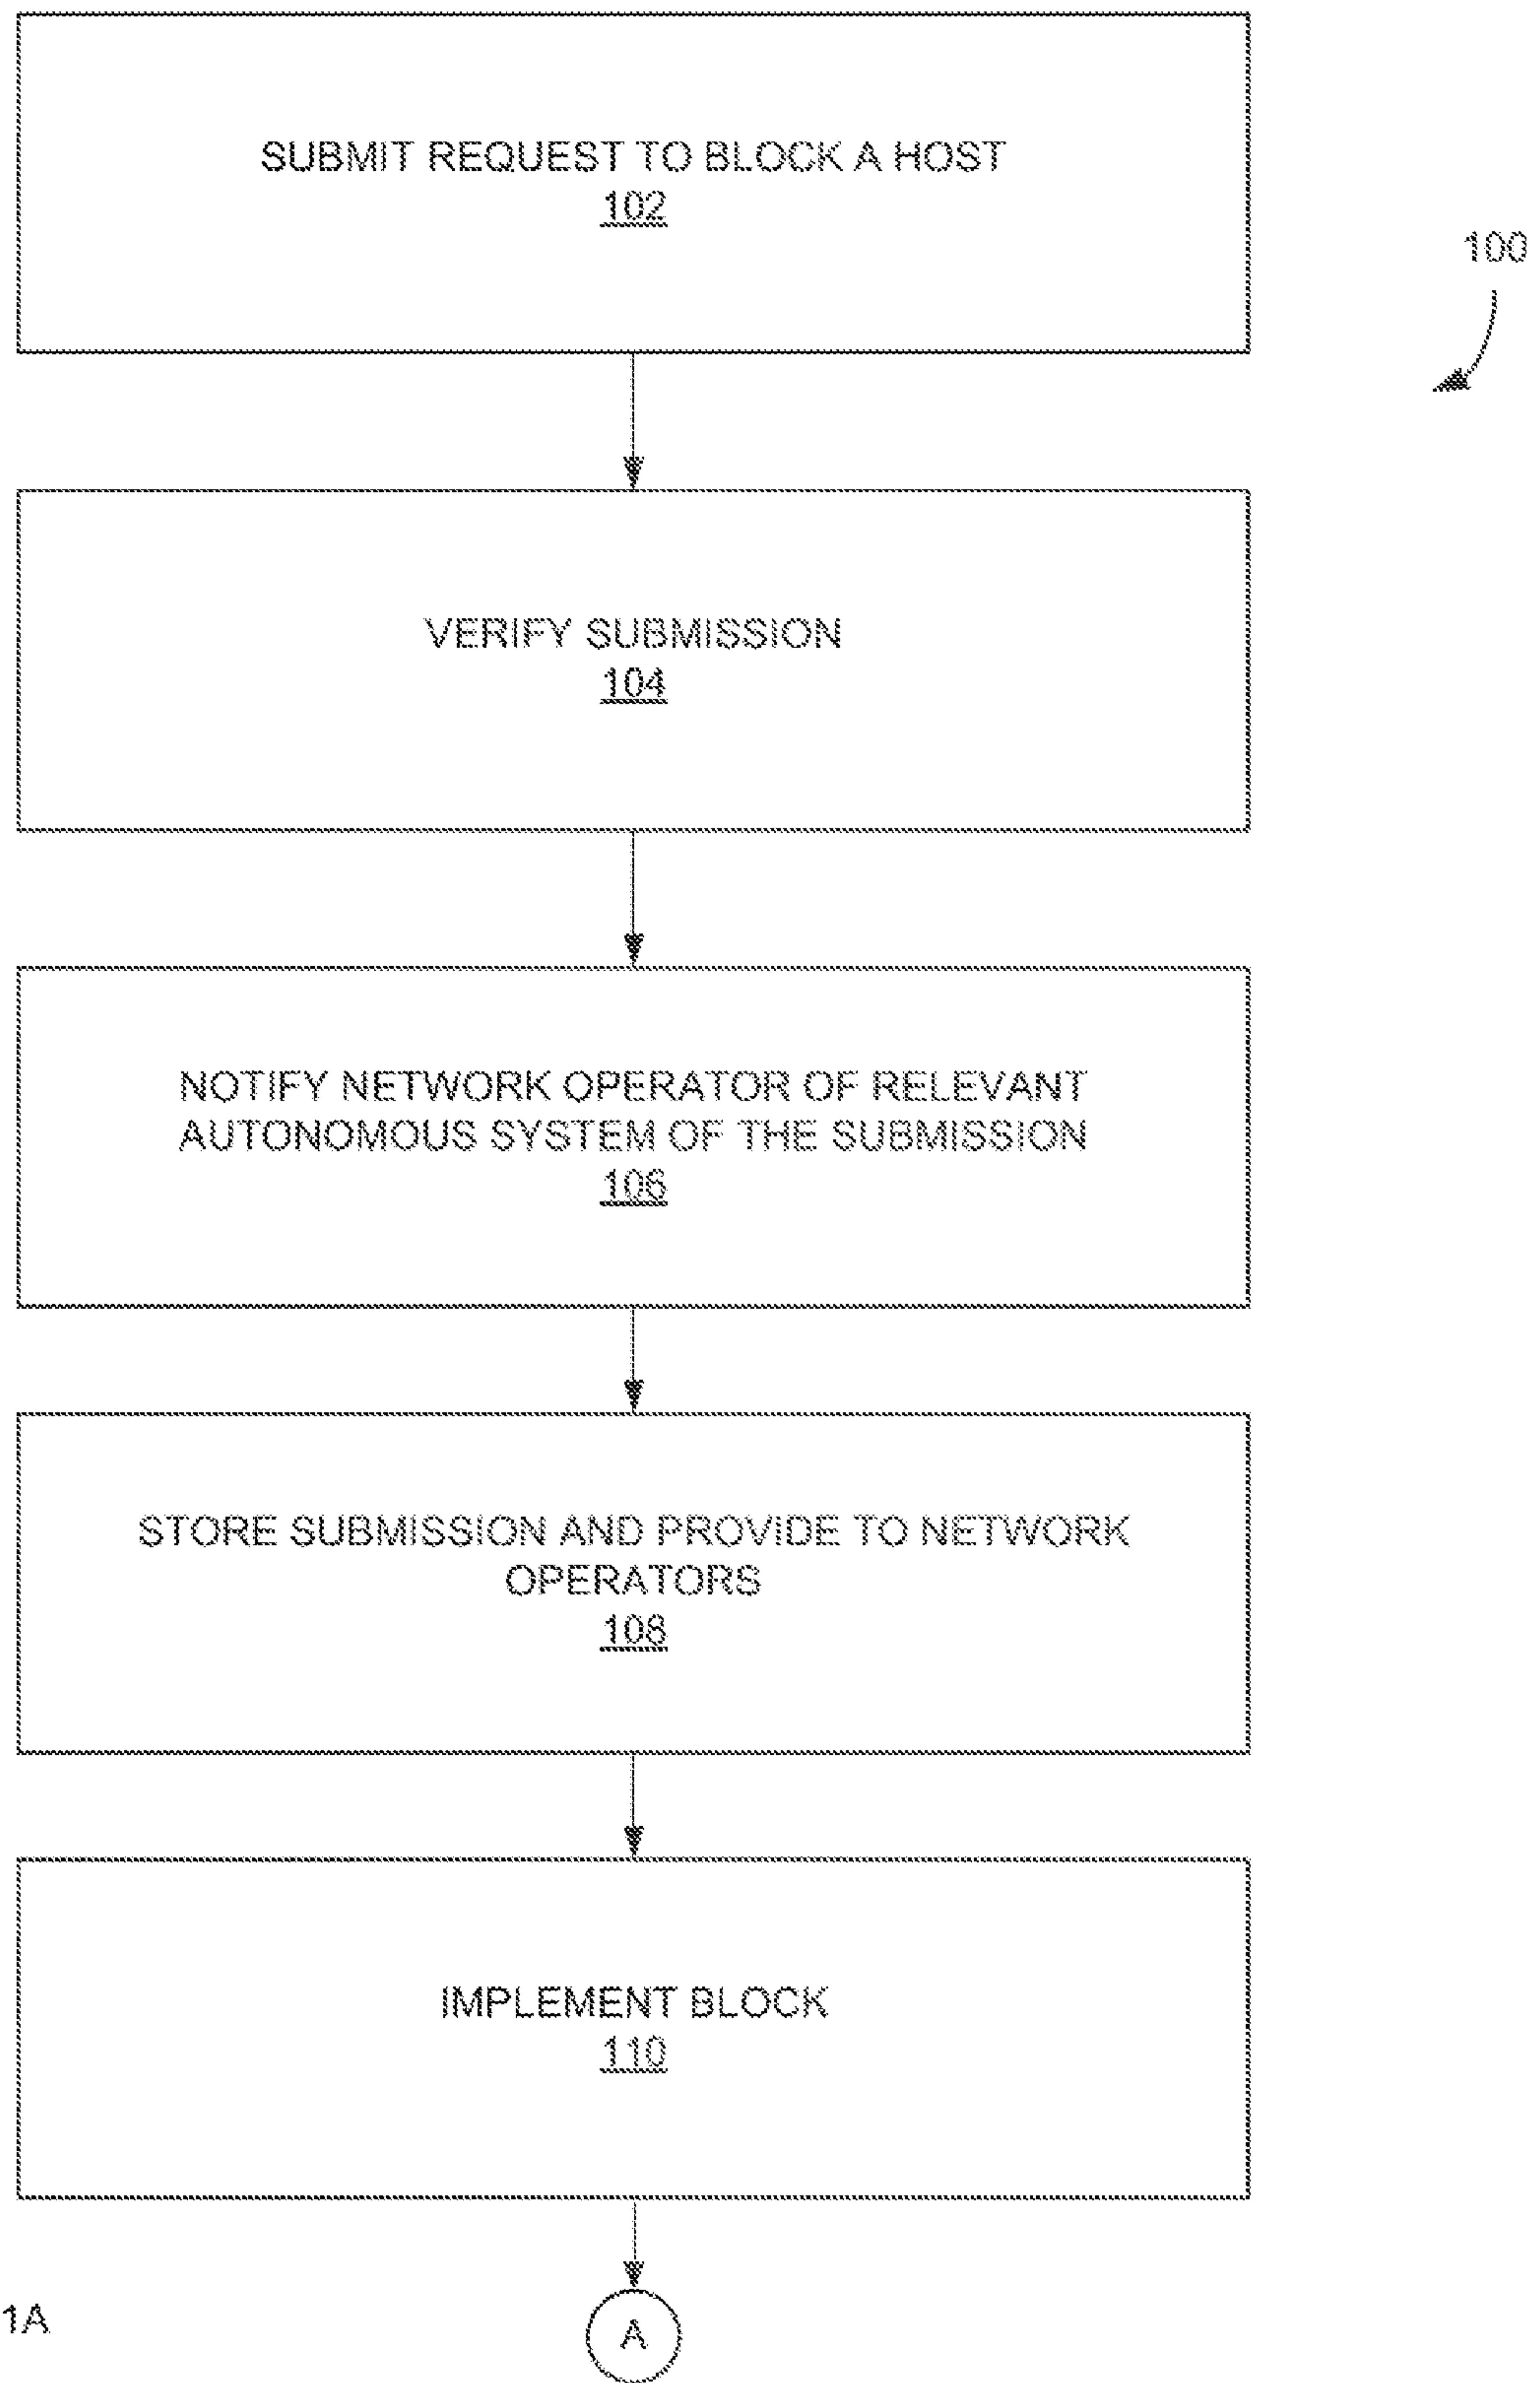 SUBMIT REQUEST TO BLOCK A HOST
102
100
VERIFY SUBMISSION
104
NOTIFY NETWORK OPERATOR OF RELEVANT
AUTONOMOUS SYSTEM OF THE SUBMISSION
106
STORE SUBMISSION AND PROVIDE TO NETWORK
OPERATORS
108
IMPLEMENT BLOCK
110
1A
A